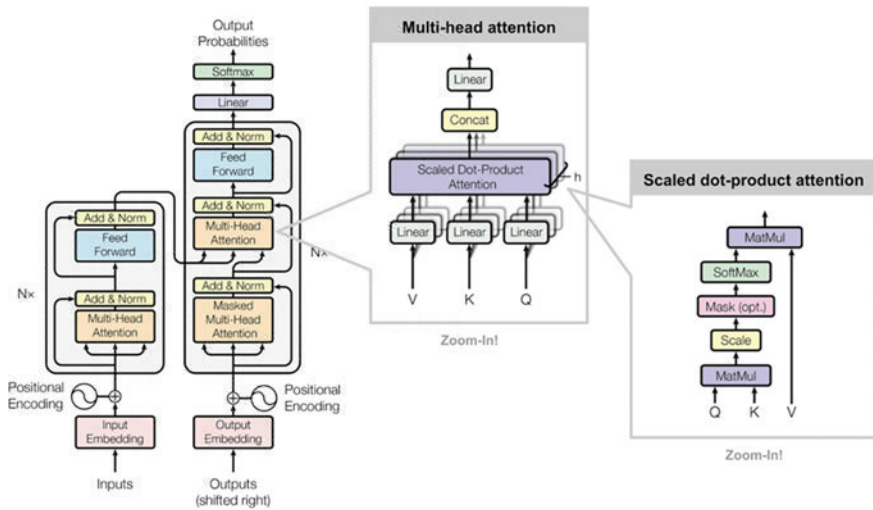 Output
Probabilities
Softmax
Linear
Add & Norm
Feed
Forward
Add & Norm
Multi-Head
Attention
Add & Norm
Masked
Multi-Head
Attention
Nx
Positional
Encoding
Output
Embedding
Outputs
(shifted right)
Add & Norm
Feed
Forward
Add & Norm
Multi-Head
Attention
Nx
Positional
Encoding
Input
Embedding
Inputs
Multi-head attention
Linear
Concat
Scaled Dot-Product
Attention
h
Linear
Linear
Linear
V
K
Q
Zoom-In!
Scaled dot-product attention
MatMul
SoftMax
Mask (opt.)
Scale
MatMul
Q
K
V
Zoom-In!